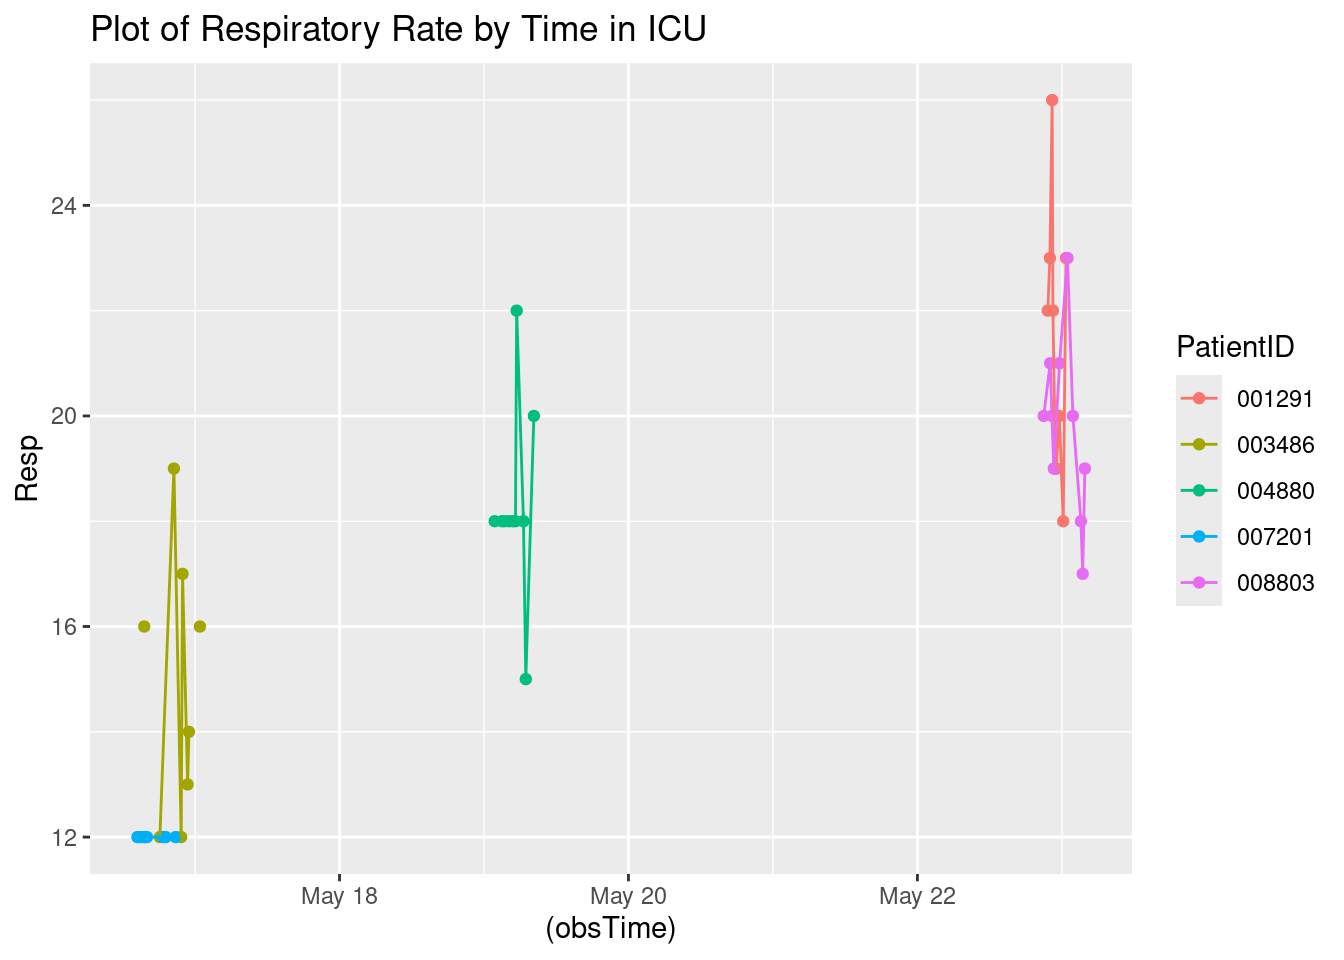 Plot of Respiratory Rate by Time in ICU
Resp
24
20
16
12
May 18
May 20
May 22
(obsTime)
PatientID
001291
003486
004880
007201
008803